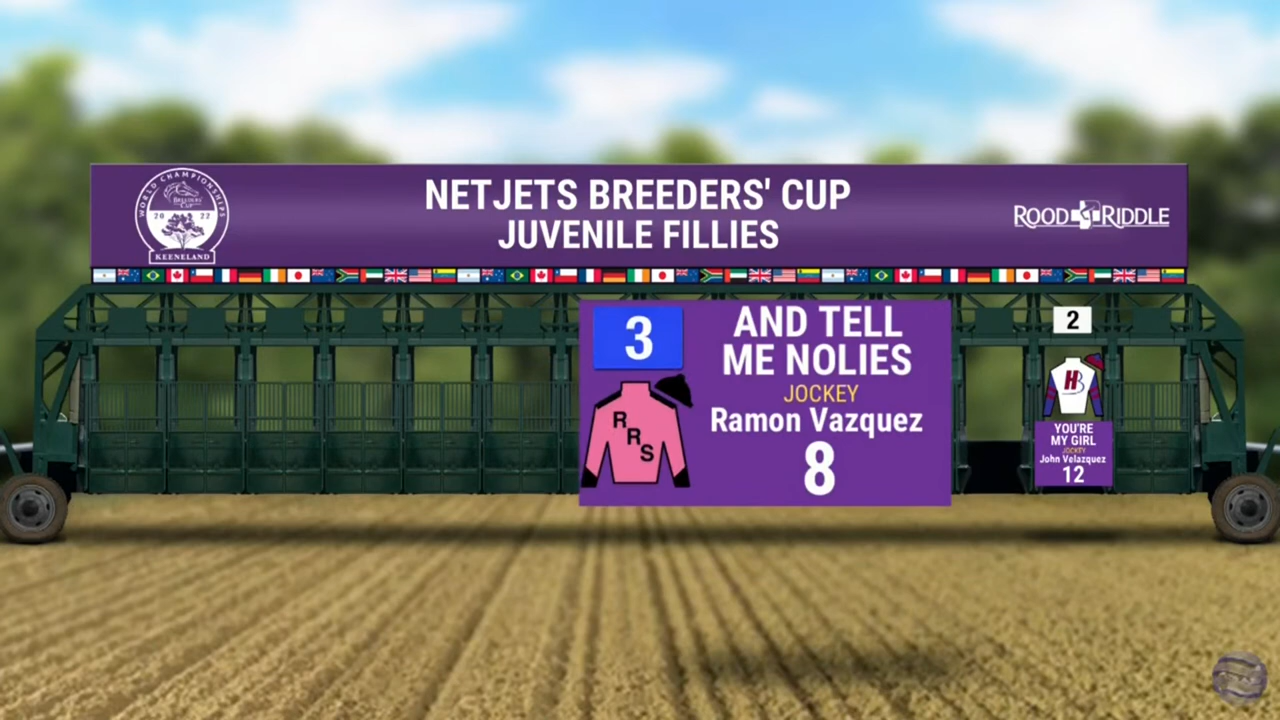 WORLD CHAMPIONSHIPS
BREEDERS' CUP
20 22
KEENELAND
NETJETS BREEDERS' CUP
JUVENILE FILLIES
ROOD & RIDDLE
3
AND TELL
ME NOLIES
JOCKEY
Ramon Vazquez
8
RRS
2
HB
YOU'RE
MY GIRL
JOCKEY
John Velazquez
12